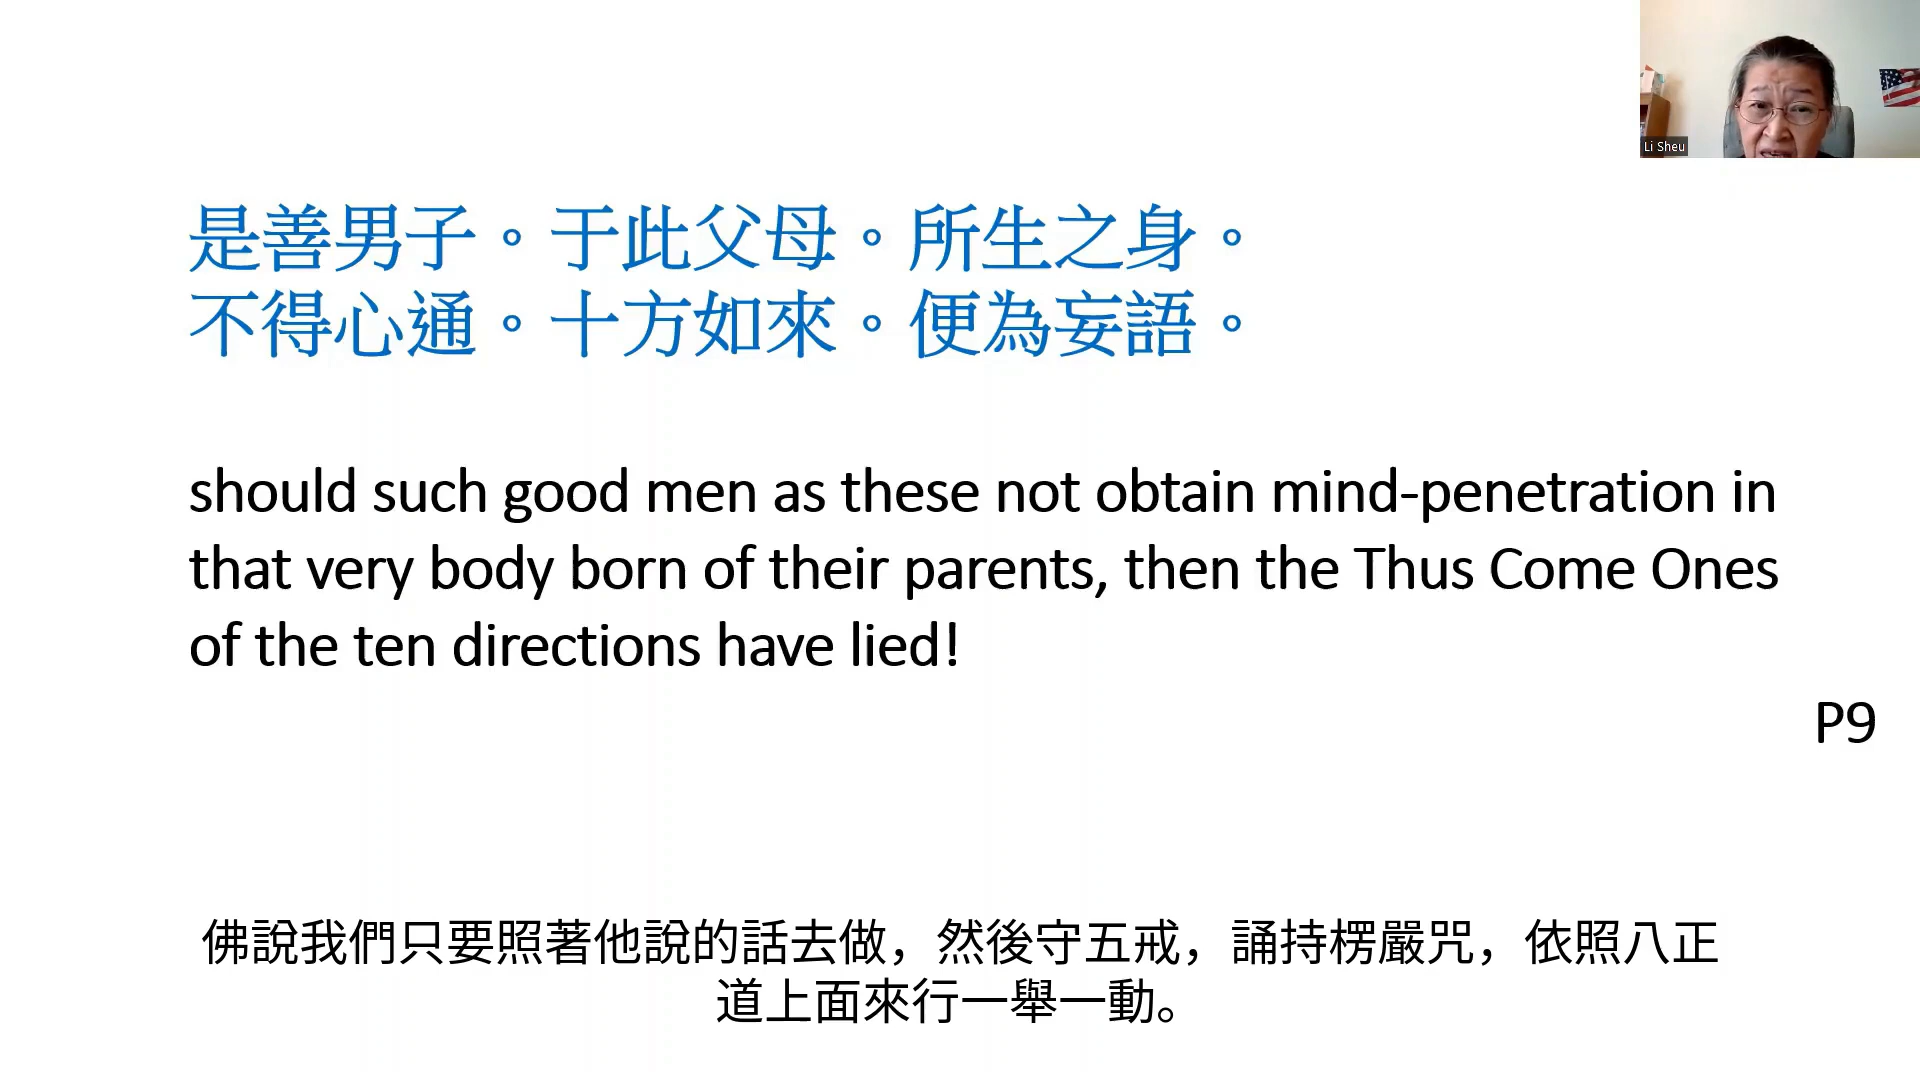 Li Sheu
是善男子。于此父母。所生之身。
不得心通。十方如來。便為妄語。
should such good men as these not obtain mind-penetration in
that very body born of their parents, then the Thus Come Ones
of the ten directions have lied!
P9
佛說我們只要照著他說的話去做，然後守五戒，誦持楞嚴咒，依照八正
道上面來行一舉一動。